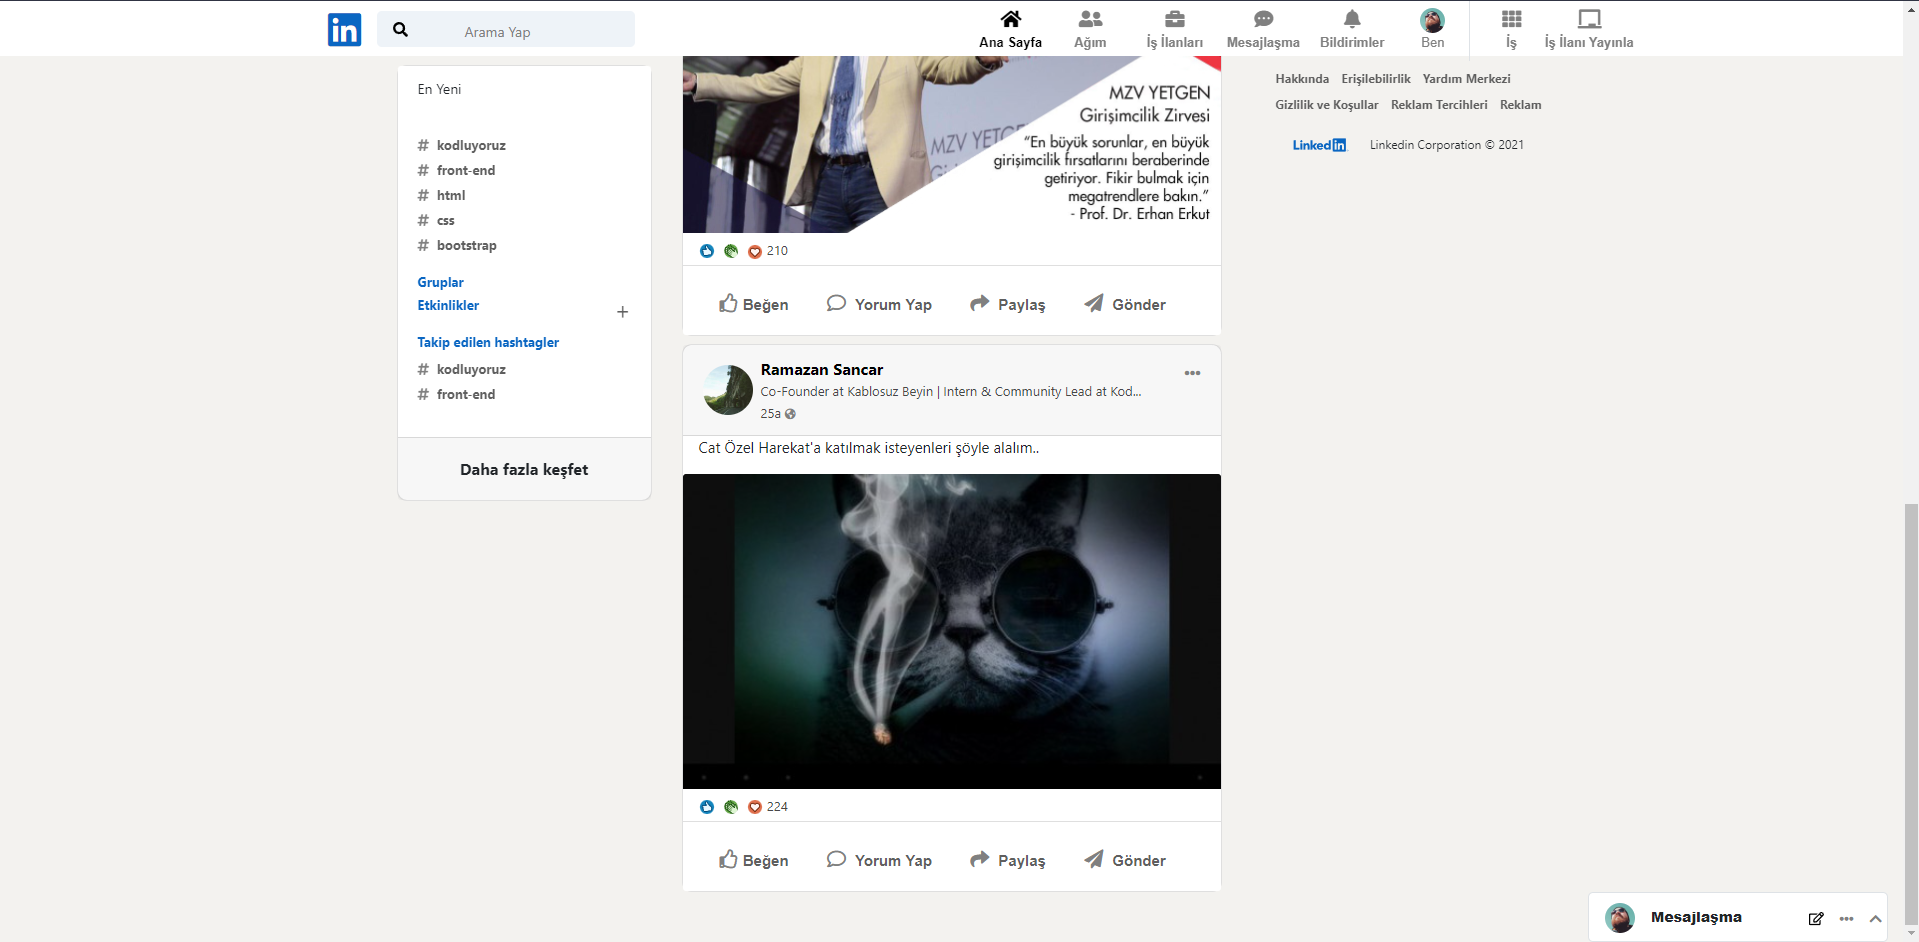 in
Arama Yap
Ana Sayfa
Ağım
İş İlanları
Mesajlaşma
Bildirimler
Ben
İş
İş İlanı Yayınla
En Yeni
# kodluyoruz
# front-end
# html
# css
# bootstrap
Gruplar
Etkinlikler
+
Takip edilen hashtagler
# kodluyoruz
# front-end
Daha fazla keşfet
MZV YETGEN
Girişimcilik Zirvesi
MZV YETG
"En büyük sorunlar, en büyük
girişimcilik fırsatlarını beraberinde
getiriyor. Fikir bulmak için
megatrendlere bakın."
- Prof. Dr. Erhan Erkut
210
Beğen
Yorum Yap
Paylaş
Gönder
Ramazan Sancar
Co-Founder at Kablosuz Beyin | Intern & Community Lead at Kod...
25a
Cat Özel Harekat'a katılmak isteyenleri şöyle alalım..
224
Beğen
Yorum Yap
Paylaş
Gönder
Hakkında Erişilebilirlik Yardım Merkezi
Gizlilik ve Koşullar Reklam Tercihleri Reklam
Linkedin Linkedin Corporation © 2021
Mesajlaşma